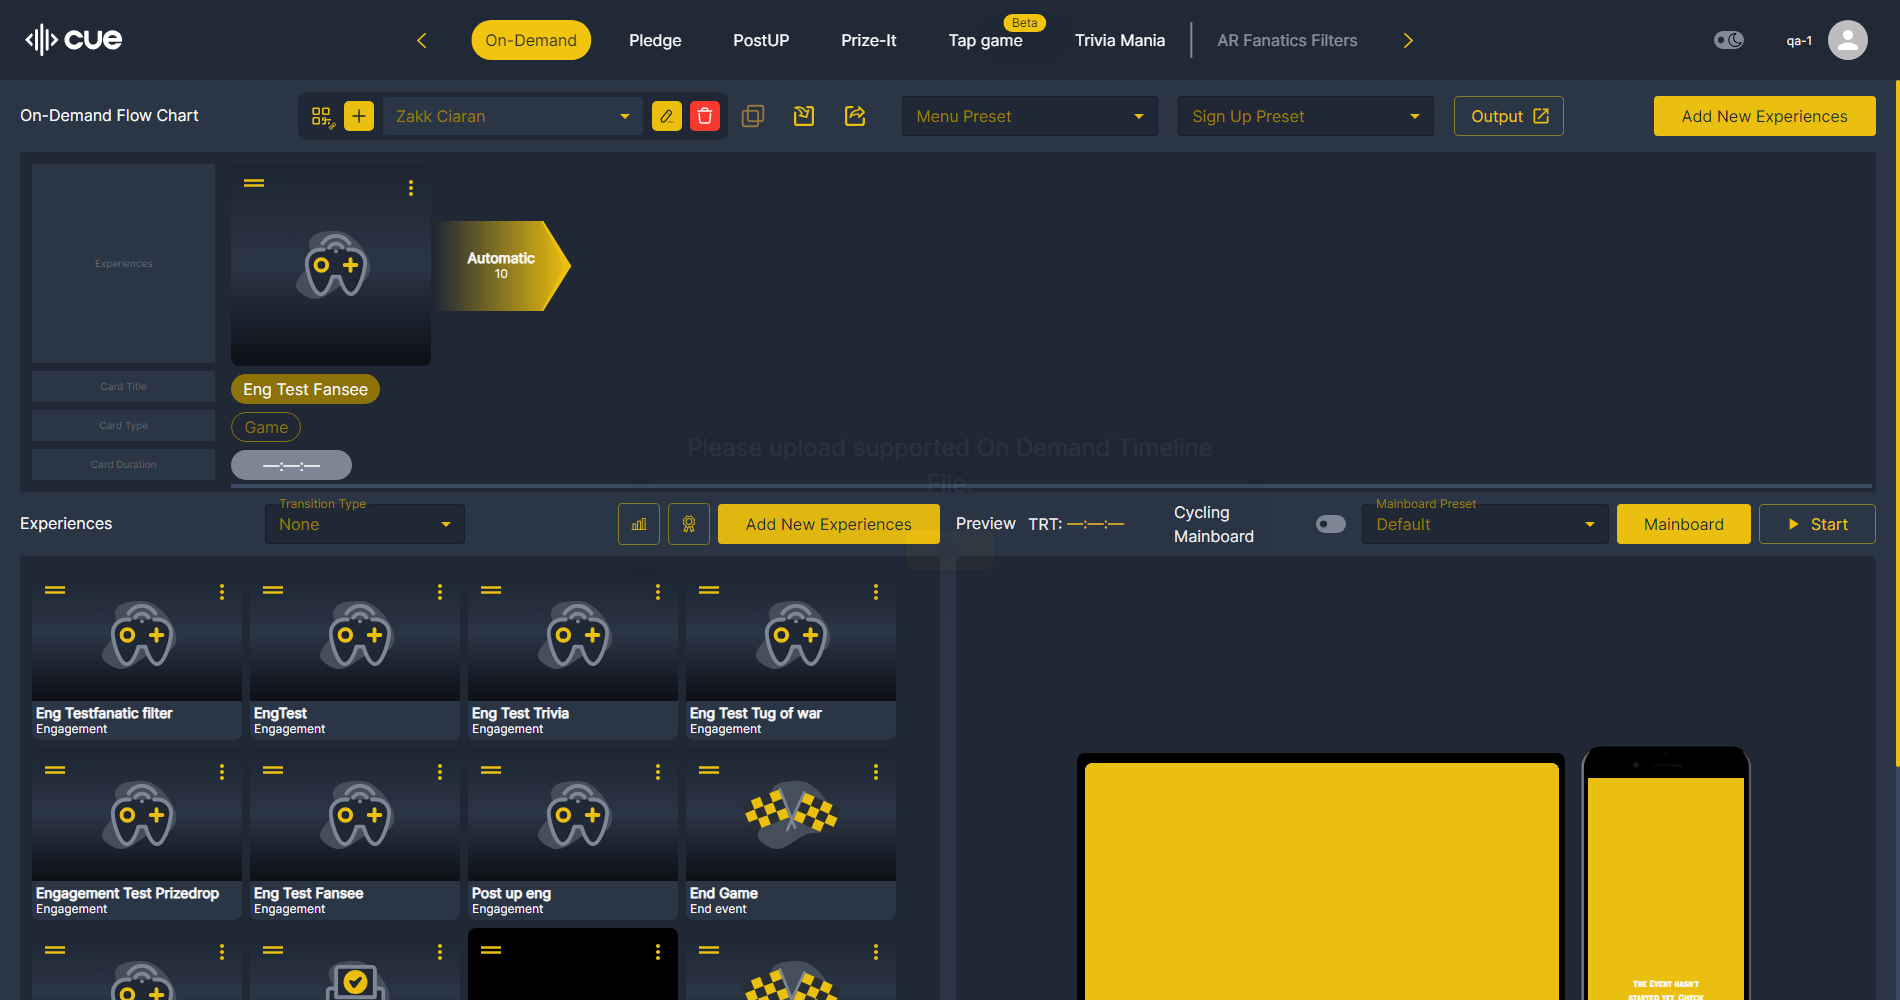 cue
On-Demand
Pledge
PostUP
Prize-It
Tap game
Beta
Trivia Mania
AR Fanatics Filters
qa-1
On-Demand Flow Chart
Zakk Ciaran
Menu Preset
Sign Up Preset
Output
Add New Experiences
Experiences
Automatic
10
Card Title
Eng Test Fansee
Card Type
Game
Card Duration
—:—:—
Please upload supported On Demand Timeline
File.
Experiences
Transition Type
None
Add New Experiences
Preview
TRT: —:—:—
Cycling
Mainboard
Mainboard Preset
Default
Mainboard
Start
Eng Testfanatic filter
Engagement
EngTest
Engagement
Eng Test Trivia
Engagement
Eng Test Tug of war
Engagement
Engagement Test Prizedrop
Engagement
Eng Test Fansee
Engagement
Post up eng
Engagement
End Game
End event
The Event hasn't
started yet. Check